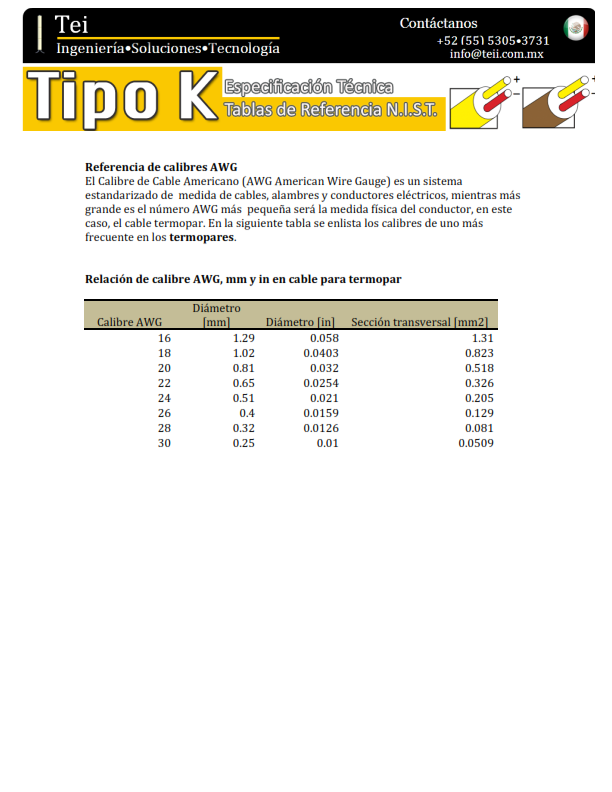 Tei
Ingeniería•Soluciones•Tecnología
Contáctanos
+52 (55) 5305•3731
info@teii.com.mx
Tipo K
Especificación Técnica
Tablas de Referencia N.I.S.T.
+
−
+
−
Referencia de calibres AWG
El Calibre de Cable Americano (AWG American Wire Gauge) es un sistema
estandarizado de medida de cables, alambres y conductores eléctricos, mientras más
grande es el número AWG más pequeña será la medida física del conductor, en este
caso, el cable termopar. En la siguiente tabla se enlista los calibres de uno más
frecuente en los termopares.
Relación de calibre AWG, mm y in en cable para termopar
Calibre AWG Diámetro [mm] Diámetro [in] Sección transversal [mm2]
16 1.29 0.058 1.31
18 1.02 0.0403 0.823
20 0.81 0.032 0.518
22 0.65 0.0254 0.326
24 0.51 0.021 0.205
26 0.4 0.0159 0.129
28 0.32 0.0126 0.081
30 0.25 0.01 0.0509